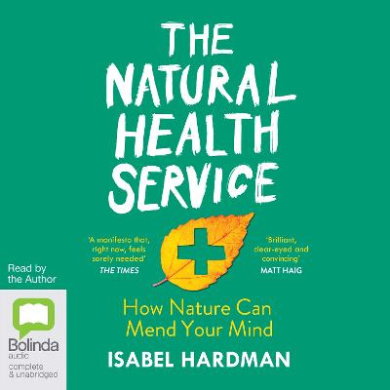 THE
NATURAL
HEALTH
SERVICE
'A manifesto that,
right now, feels
sorely needed'
THE TIMES
'Brilliant,
clear-eyed and
convincing'
MATT HAIG
Read by
the Author
How Nature Can
Mend Your Mind
Bolinda
audio
complete
& unabridged
ISABEL HARDMAN